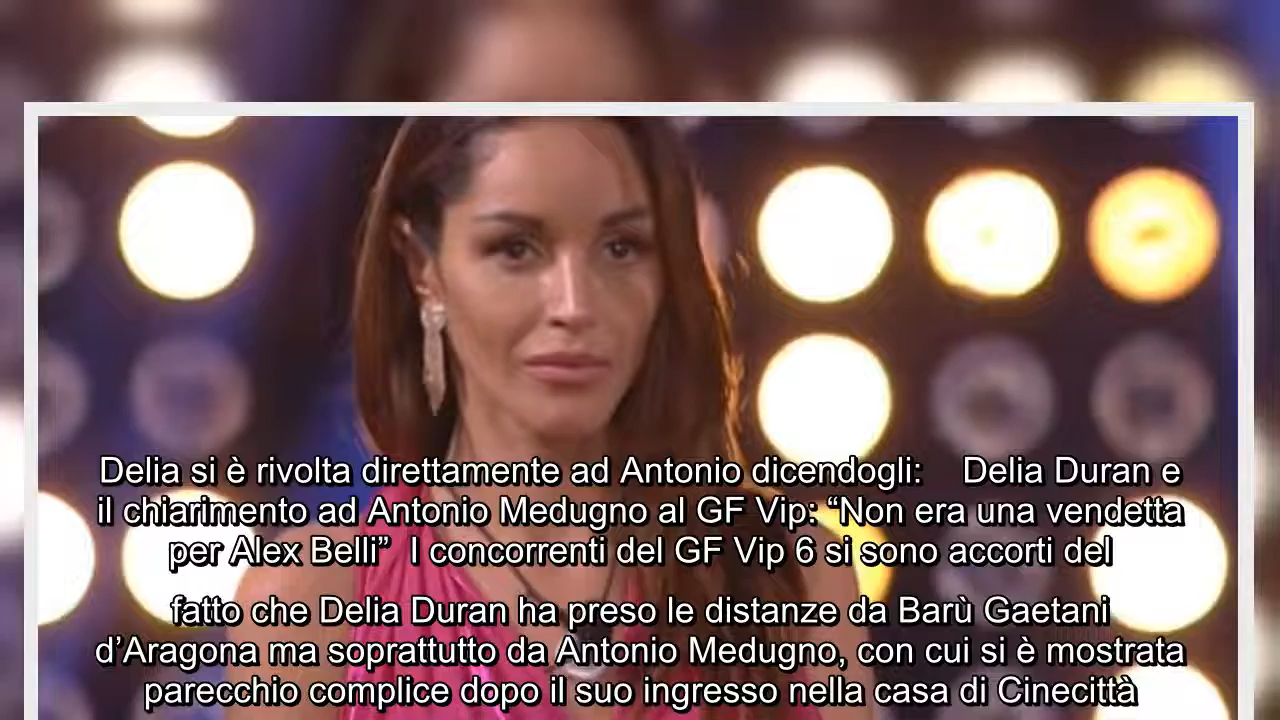 Delia si è rivolta direttamente ad Antonio dicendogli: Delia Duran e
il chiarimento ad Antonio Medugno al GF Vip: “Non era una vendetta
per Alex Belli” I concorrenti del GF Vip 6 si sono accorti del
fatto che Delia Duran ha preso le distanze da Barù Gaetani
d’Aragona ma soprattutto da Antonio Medugno, con cui si è mostrata
parecchio complice dopo il suo ingresso nella casa di Cinecittà